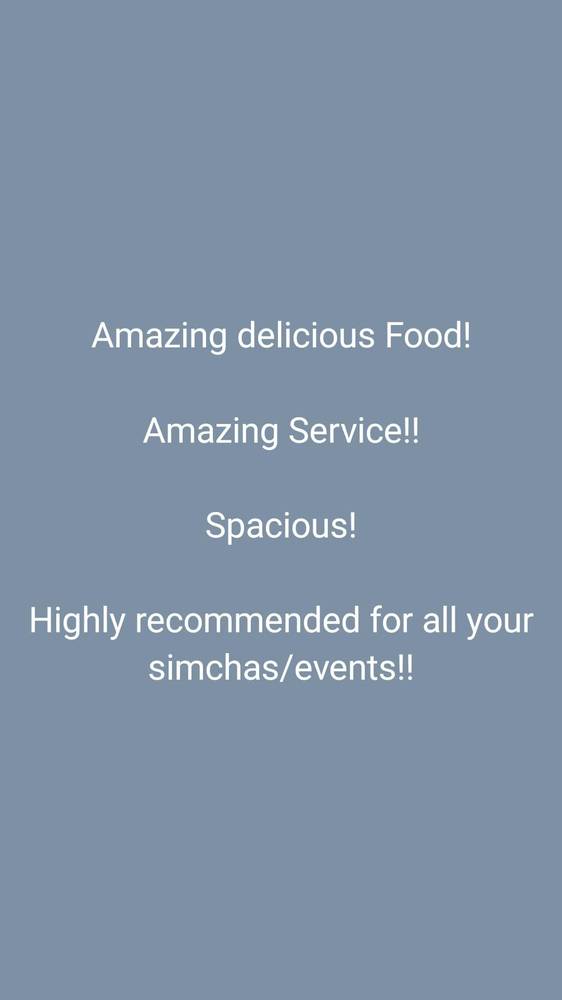 Amazing delicious Food!
Amazing Service!!
Spacious!
Highly recommended for all your
simchas/events!!